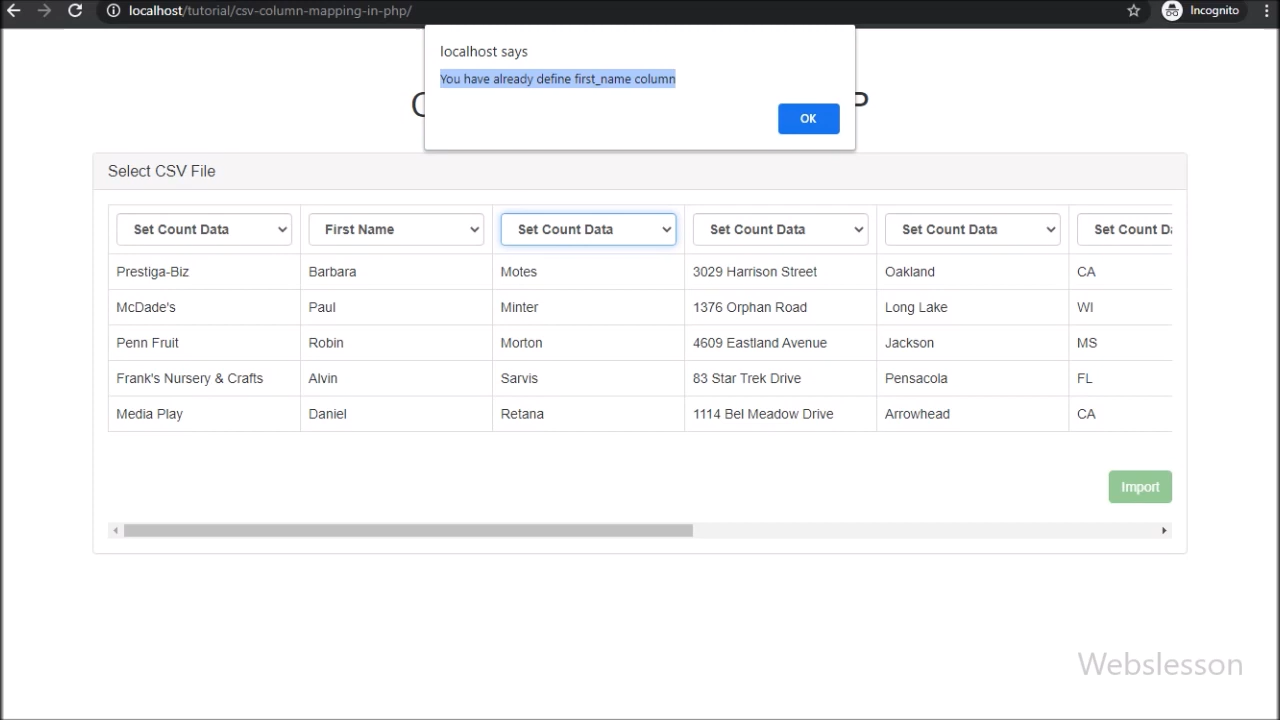 localhost/tutorial/csv-column-mapping-in-php/
Incognito
localhost says
You have already define first_name column
OK
P
Select CSV File
Set Count Data First Name Set Count Data Set Count Data Set Count Data Set Count Da
Prestiga-Biz Barbara Motes 3029 Harrison Street Oakland CA
McDade's Paul Minter 1376 Orphan Road Long Lake WI
Penn Fruit Robin Morton 4609 Eastland Avenue Jackson MS
Frank's Nursery & Crafts Alvin Sarvis 83 Star Trek Drive Pensacola FL
Media Play Daniel Retana 1114 Bel Meadow Drive Arrowhead CA
Import
Webslesson